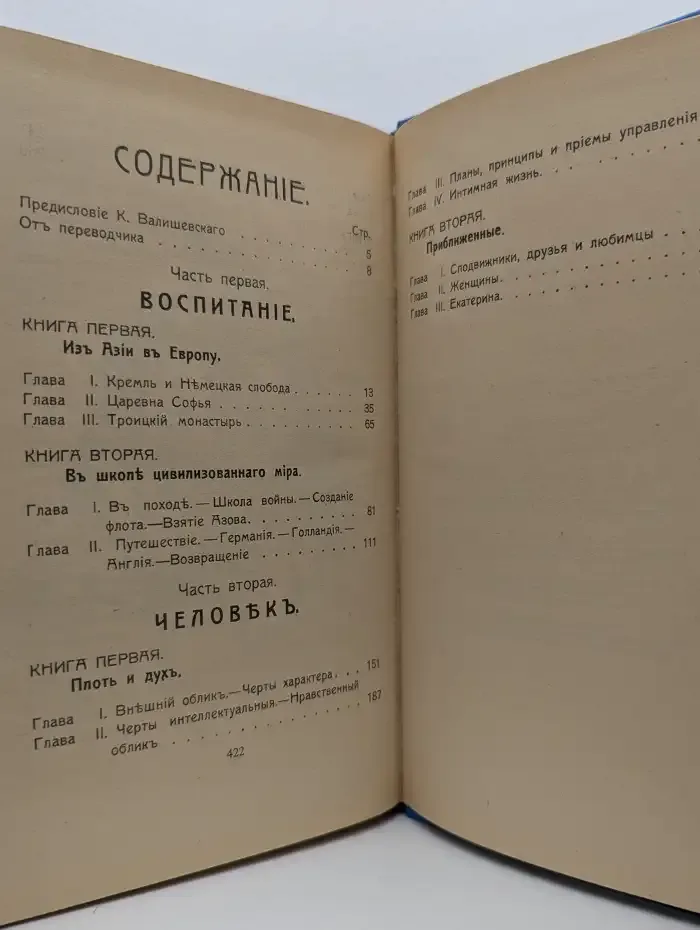 СОДЕРЖАНІЕ.
Стр.
Предисловіе К. Валишевскаго . . . . . . . . 5
Отъ переводчика . . . . . . . . . . . . 8
Часть первая.
ВОСПИТАНІЕ.
КНИГА ПЕРВАЯ.
Изъ Азіи въ Европу.
Глава I. Кремль и Нѣмецкая слобода . . . . . . 13
Глава II. Царевна Софья . . . . . . . . . . 35
Глава III. Троицкій монастырь . . . . . . . . . 65
КНИГА ВТОРАЯ.
Въ школѣ цивилизованнаго міра.
Глава I. Въ походѣ.—Школа войны.—Созданіе
флота.—Взятіе Азова. . . . . . . . . . 81
Глава II. Путешествіе.—Германія.—Голландія.—
Англія.—Возвращеніе . . . . . . . . . 111
Часть вторая.
ЧЕЛОВѢКЪ.
КНИГА ПЕРВАЯ.
Плоть и духъ.
Глава I. Внѣшній обликъ.—Черты характера. . . 151
Глава II. Черты интеллектуальныя.—Нравственный
обликъ . . . . . . . . . . . . . 187
422
Глава III. Планы, принципы и пріемы управленія
Глава IV. Интимная жизнь. . . . . . . .
КНИГА ВТОРАЯ.
Приближенные.
Глава I. Сподвижники, друзья и любимцы . . .
Глава II. Женщины. . . . . . . . . . . .
Глава III. Екатерина. . . . . . . . . . . .